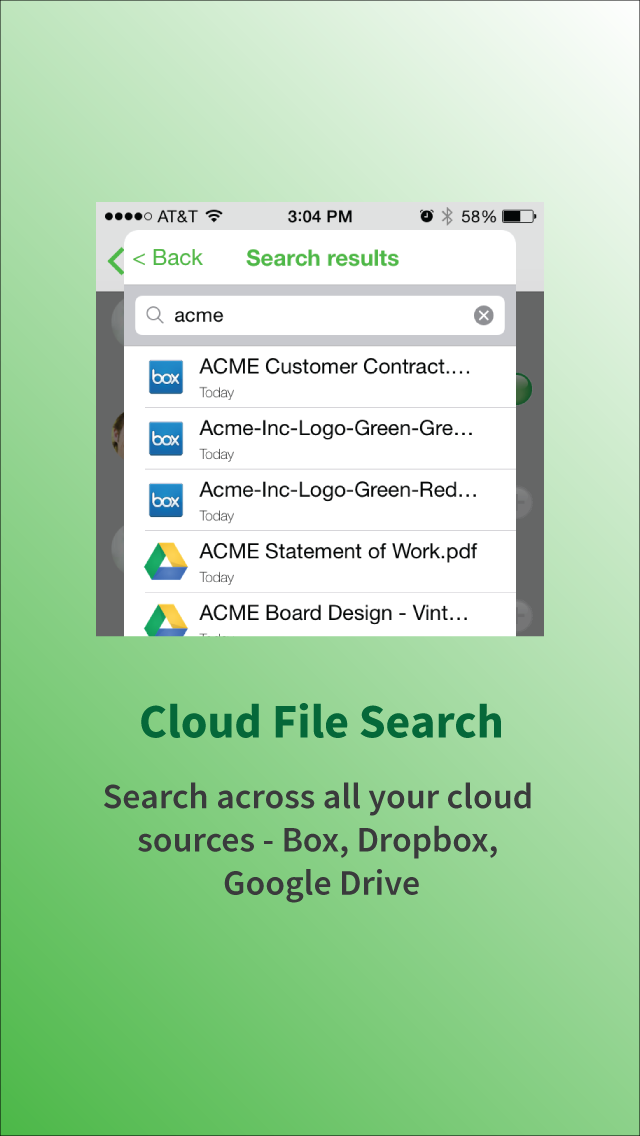 AT&T 3:04 PM 58%
< Back Search results
acme
box ACME Customer Contract....
Today
box Acme-Inc-Logo-Green-Gre...
Today
box Acme-Inc-Logo-Green-Red...
Today
ACME Statement of Work.pdf
Today
ACME Board Design - Vint...
Cloud File Search
Search across all your cloud
sources - Box, Dropbox,
Google Drive